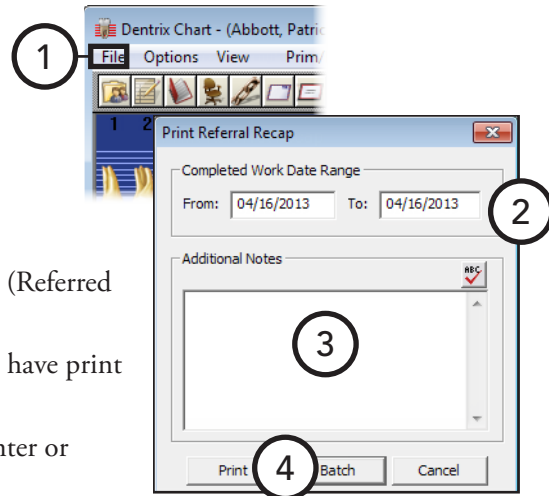 Dentrix Chart - (Abbott, Patri
1
File Options View Prim/
1 2
Print Referral Recap
Completed Work Date Range
From: 04/16/2013 To: 04/16/2013
2
(Referred
Additional Notes
ABC
have print
3
nter or
Print 4 Batch Cancel